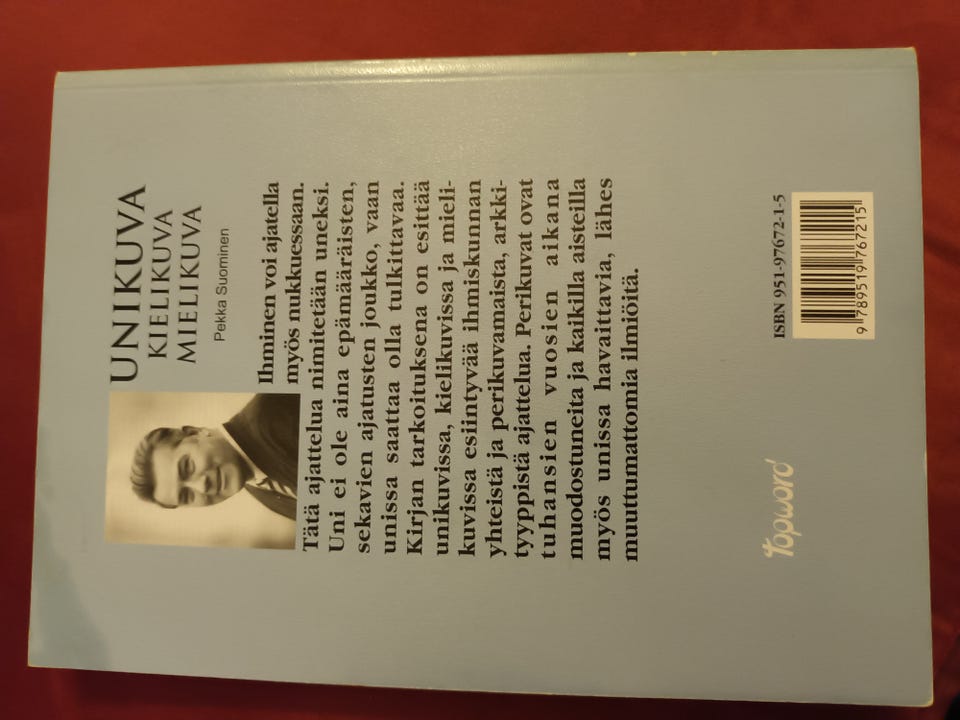 UNIKUVA
KIELIKUVA
MIELIKUVA
Pekka Suominen
Ihminen voi ajatella
myös nukkuessaan.
Tätä ajattelua nimitetään uneksi.
Uni ei ole aina epämääräisten,
sekavien ajatusten joukko, vaan
unissa saattaa olla tulkittavaa.
Kirjan tarkoituksena on esittää
unikuvissa, kielikuvissa ja mieli-
kuvissa esiintyvää ihmiskunnan
yhteistä ja perikuvamaista, arkki-
tyyppistä ajattelua. Perikuvat ovat
tuhansien vuosien aikana
muodostuneita ja kaikilla aisteilla
myös unissa havaittavia, lähes
muuttumattomia ilmiöitä.
topword
ISBN 951-97672-1-5
9 789519 767215